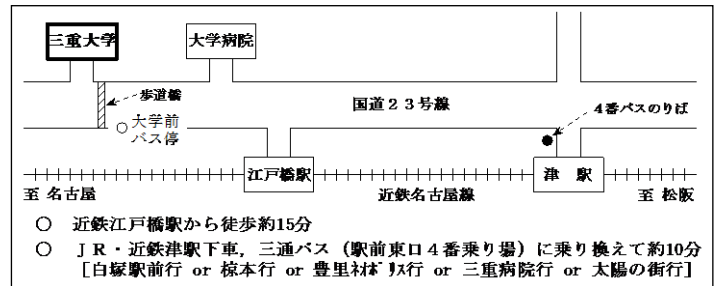 三重大学
大学病院
歩道橋
国道23号線
4番バスのりば
大学前
バス停
江戸橋駅
津 駅
至 名古屋
近鉄名古屋線
至 松阪
○ 近鉄江戸橋駅から徒歩約15分
○ JR・近鉄津駅下車,三通バス(駅前東口4番乗り場)に乗り換えて約10分
[白塚駅前行 or 椋本行 or 豊里ネオポリス行 or 三重病院行 or 太陽の街行]